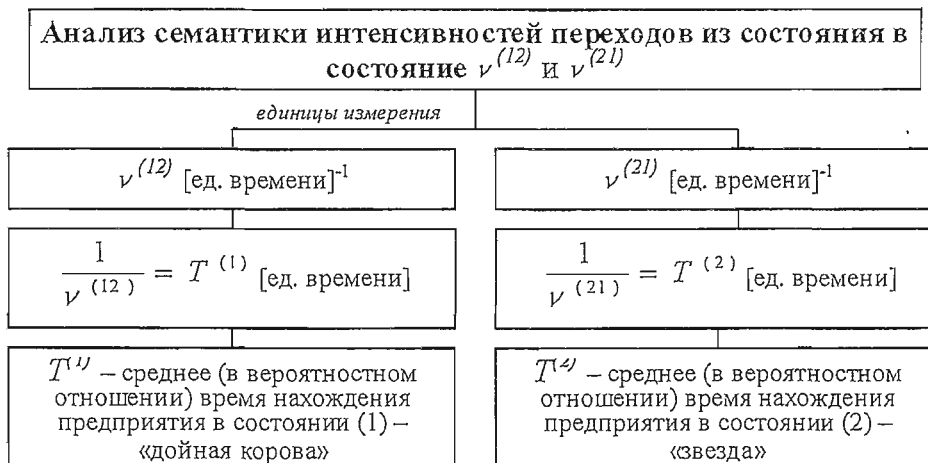 Анализ семантики интенсивностей переходов из состояния в
состояние ν^(12) и ν^(21)
единицы измерения
ν^(12) [ед. времени]^-1
1/ν^(12) = T^(1) [ед. времени]
T^(1) – среднее (в вероятностном
отношении) время нахождения
предприятия в состоянии (1) –
«дойная корова»
ν^(21) [ед. времени]^-1
1/ν^(21) = T^(2) [ед. времени]
T^(2) – среднее (в вероятностном
отношении) время нахождения
предприятия в состоянии (2) –
«звезда»